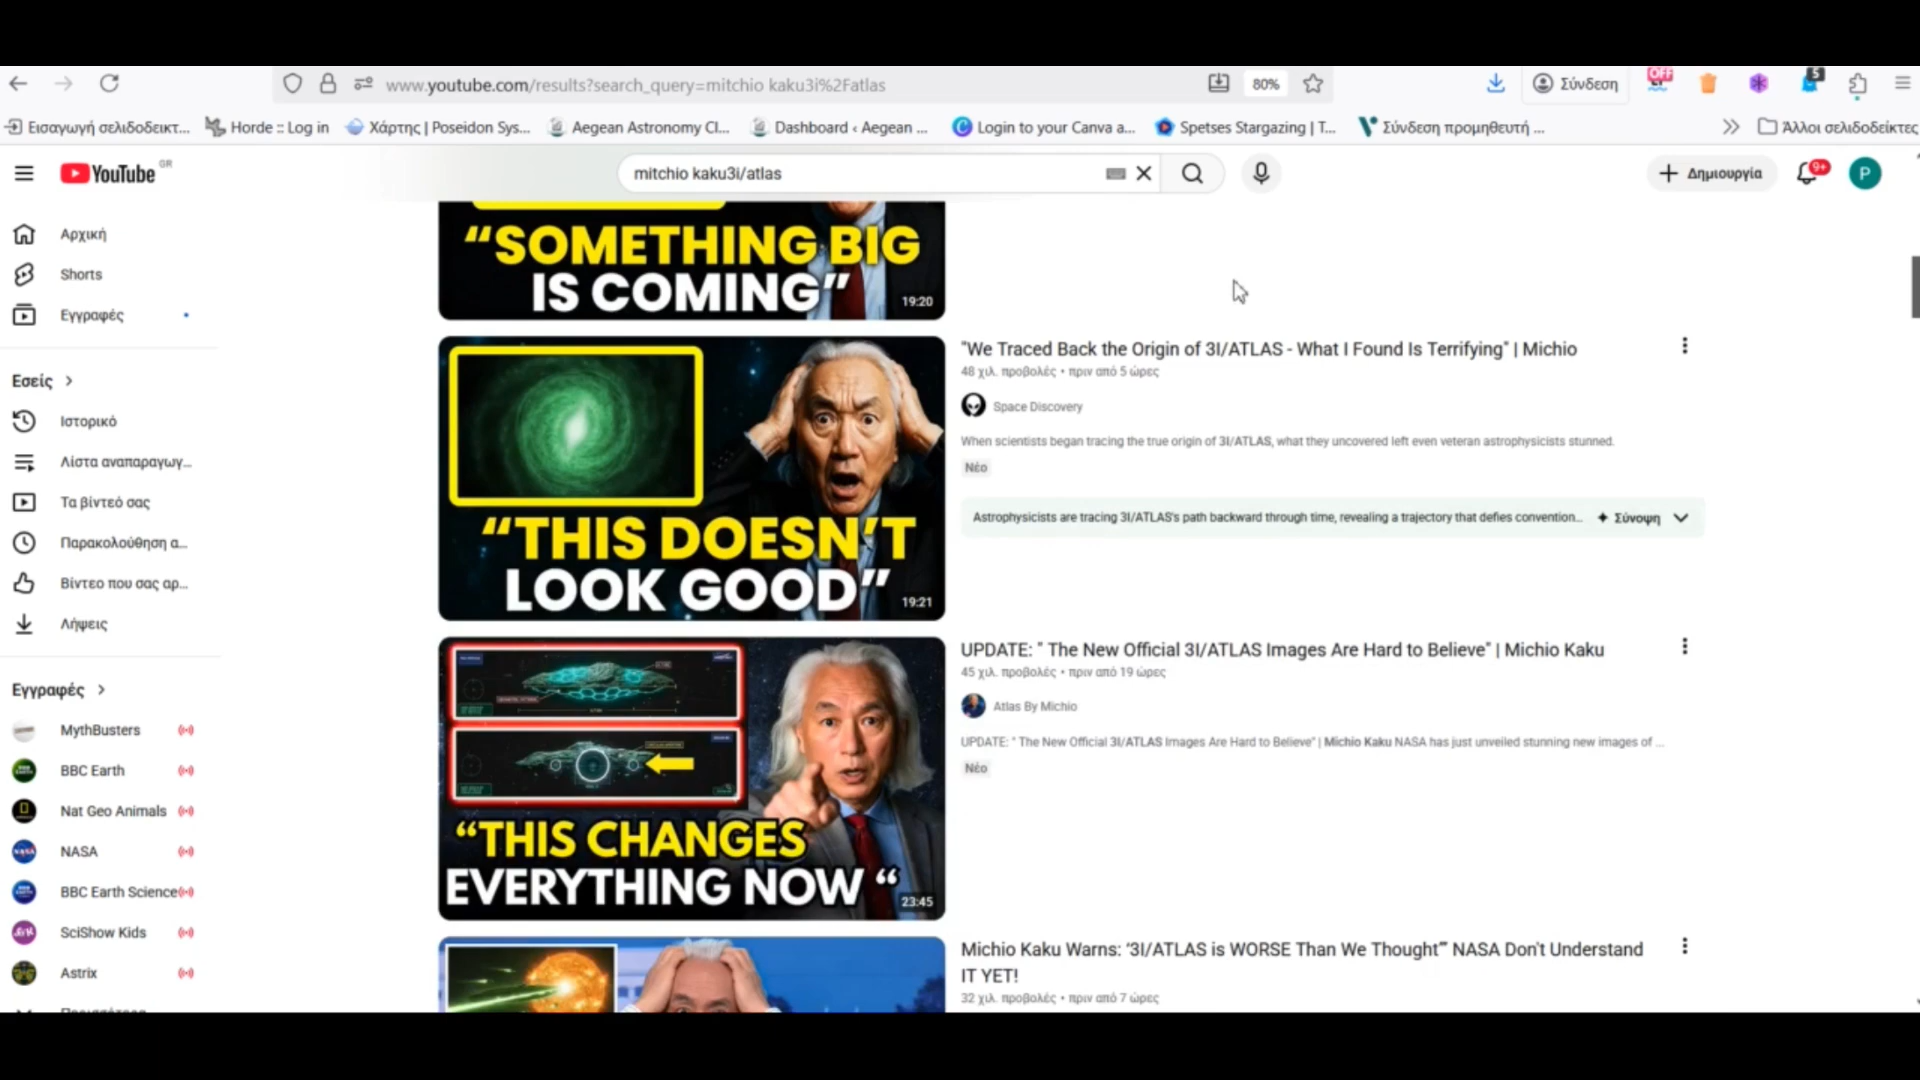 www.youtube.com/results?search_query=mitchio kaku3i%2Fatlas
80%
Σύνδεση
OFF
5
Εισαγωγή σελιδοδεικτ...
Horde :: Log in
Χάρτης | Poseidon Sys...
Aegean Astronomy Cl...
Dashboard ‹ Aegean ...
Login to your Canva a...
Spetses Stargazing | T...
Σύνδεση προμηθευτή ...
Άλλοι σελιδοδείκτες
YouTube GR
mitchio kaku3i/atlas
Δημιουργία
9+
P
Αρχική
Shorts
Εγγραφές
Εσείς
Ιστορικό
Λίστα αναπαραγωγ...
Τα βίντεό σας
Παρακολούθηση α...
Βίντεο που σας αρ...
Λήψεις
Εγγραφές
MythBusters
BBC Earth
Nat Geo Animals
NASA
BBC Earth Science
SciShow Kids
Astrix
“SOMETHING BIG
IS COMING”
19:20
“THIS DOESN’T
LOOK GOOD”
19:21
"We Traced Back the Origin of 3I/ATLAS - What I Found Is Terrifying" | Michio
48 χιλ. προβολές • πριν από 5 ώρες
Space Discovery
When scientists began tracing the true origin of 3I/ATLAS, what they uncovered left even veteran astrophysicists stunned.
Νέο
Astrophysicists are tracing 3I/ATLAS's path backward through time, revealing a trajectory that defies convention...
Σύνοψη
“THIS CHANGES
EVERYTHING NOW “
23:45
UPDATE: " The New Official 3I/ATLAS Images Are Hard to Believe" | Michio Kaku
45 χιλ. προβολές • πριν από 19 ώρες
Atlas By Michio
UPDATE: " The New Official 3I/ATLAS Images Are Hard to Believe" | Michio Kaku NASA has just unveiled stunning new images of ...
Νέο
Michio Kaku Warns: ‘3I/ATLAS is WORSE Than We Thought’” NASA Don't Understand
IT YET!
32 χιλ. προβολές • πριν από 7 ώρες